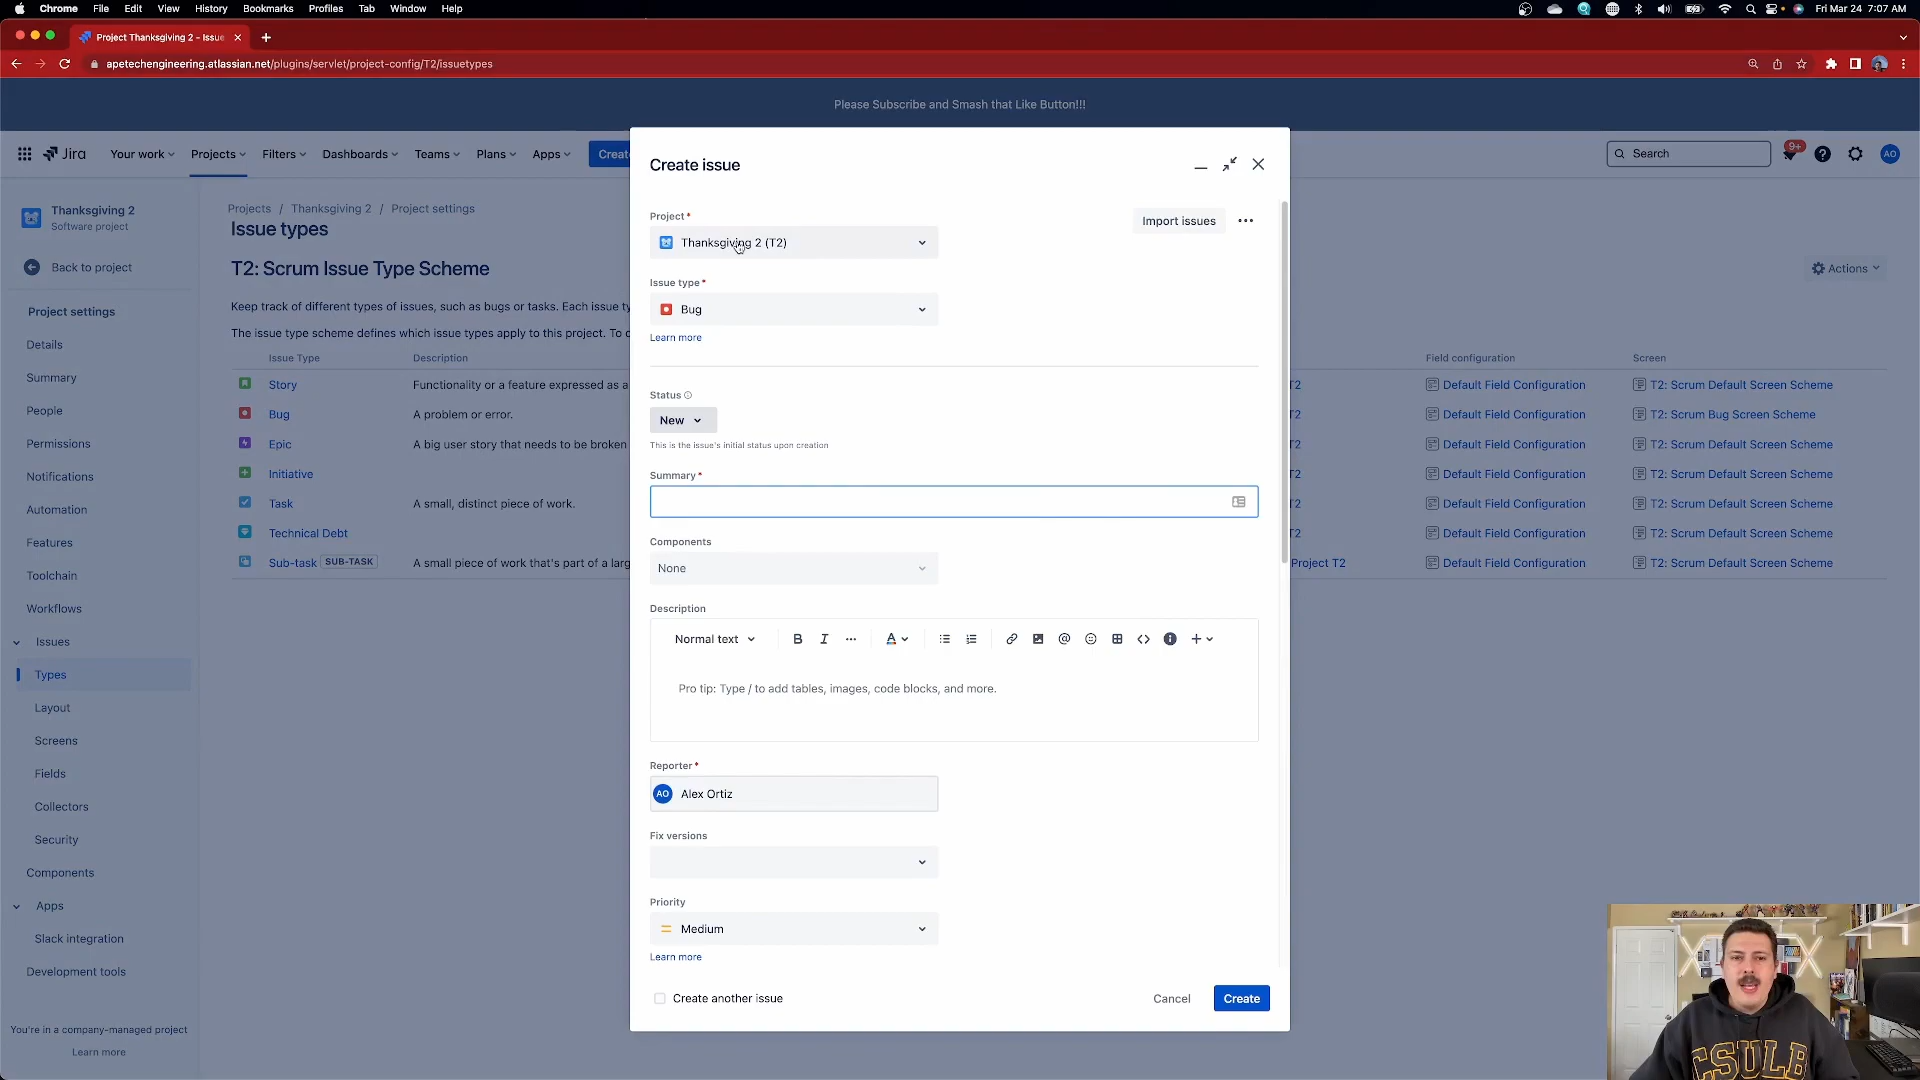 Chrome File Edit View History Bookmarks Profiles Tab Window Help
Fri Mar 24 7:07 AM
Project Thanksgiving 2 - Issue
apetechengineering.atlassian.net/plugins/servlet/project-config/T2/issuetypes
Please Subscribe and Smash that Like Button!!!
Jira Your work Projects Filters Dashboards Teams Plans Apps Create
Search
9+
AO
Thanksgiving 2
Software project
Back to project
Project settings
Details
Summary
People
Permissions
Notifications
Automation
Features
Toolchain
Workflows
Issues
Types
Layout
Screens
Fields
Collectors
Security
Components
Apps
Slack integration
Development tools
You're in a company-managed project
Learn more
Projects / Thanksgiving 2 / Project settings
Issue types
T2: Scrum Issue Type Scheme
Actions
Keep track of different types of issues, such as bugs or tasks. Each issue ty
The issue type scheme defines which issue types apply to this project. To c
Issue Type Description Field configuration Screen
Story Functionality or a feature expressed as a T2 Default Field Configuration T2: Scrum Default Screen Scheme
Bug A problem or error. T2 Default Field Configuration T2: Scrum Bug Screen Scheme
Epic A big user story that needs to be broken T2 Default Field Configuration T2: Scrum Default Screen Scheme
Initiative T2 Default Field Configuration T2: Scrum Default Screen Scheme
Task A small, distinct piece of work. T2 Default Field Configuration T2: Scrum Default Screen Scheme
Technical Debt T2 Default Field Configuration T2: Scrum Default Screen Scheme
Sub-task SUB-TASK A small piece of work that's part of a larg Project T2 Default Field Configuration T2: Scrum Default Screen Scheme
Create issue
Project *
Import issues
Thanksgiving 2 (T2)
Issue type *
Bug
Learn more
Status
New
This is the issue's initial status upon creation
Summary *
Components
None
Description
Normal text B I A
Pro tip: Type / to add tables, images, code blocks, and more.
Reporter *
AO Alex Ortiz
Fix versions
Priority
Medium
Learn more
Create another issue
Cancel
Create
CSULB